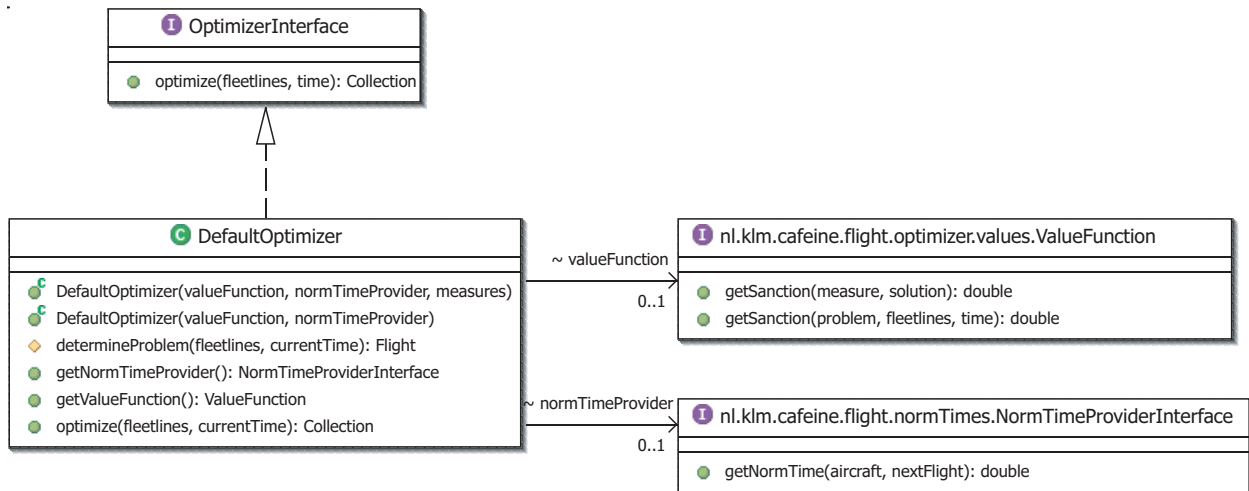 I OptimizerInterface
optimize(fleetlines, time): Collection
C DefaultOptimizer
C DefaultOptimizer(valueFunction, normTimeProvider, measures)
C DefaultOptimizer(valueFunction, normTimeProvider)
determineProblem(fleetlines, currentTime): Flight
getNormTimeProvider(): NormTimeProviderInterface
getValueFunction(): ValueFunction
optimize(fleetlines, currentTime): Collection
~ valueFunction
0..1
I nl.klm.cafeine.flight.optimizer.values.ValueFunction
getSanction(measure, solution): double
getSanction(problem, fleetlines, time): double
~ normTimeProvider
0..1
I nl.klm.cafeine.flight.normTimes.NormTimeProviderInterface
getNormTime(aircraft, nextFlight): double